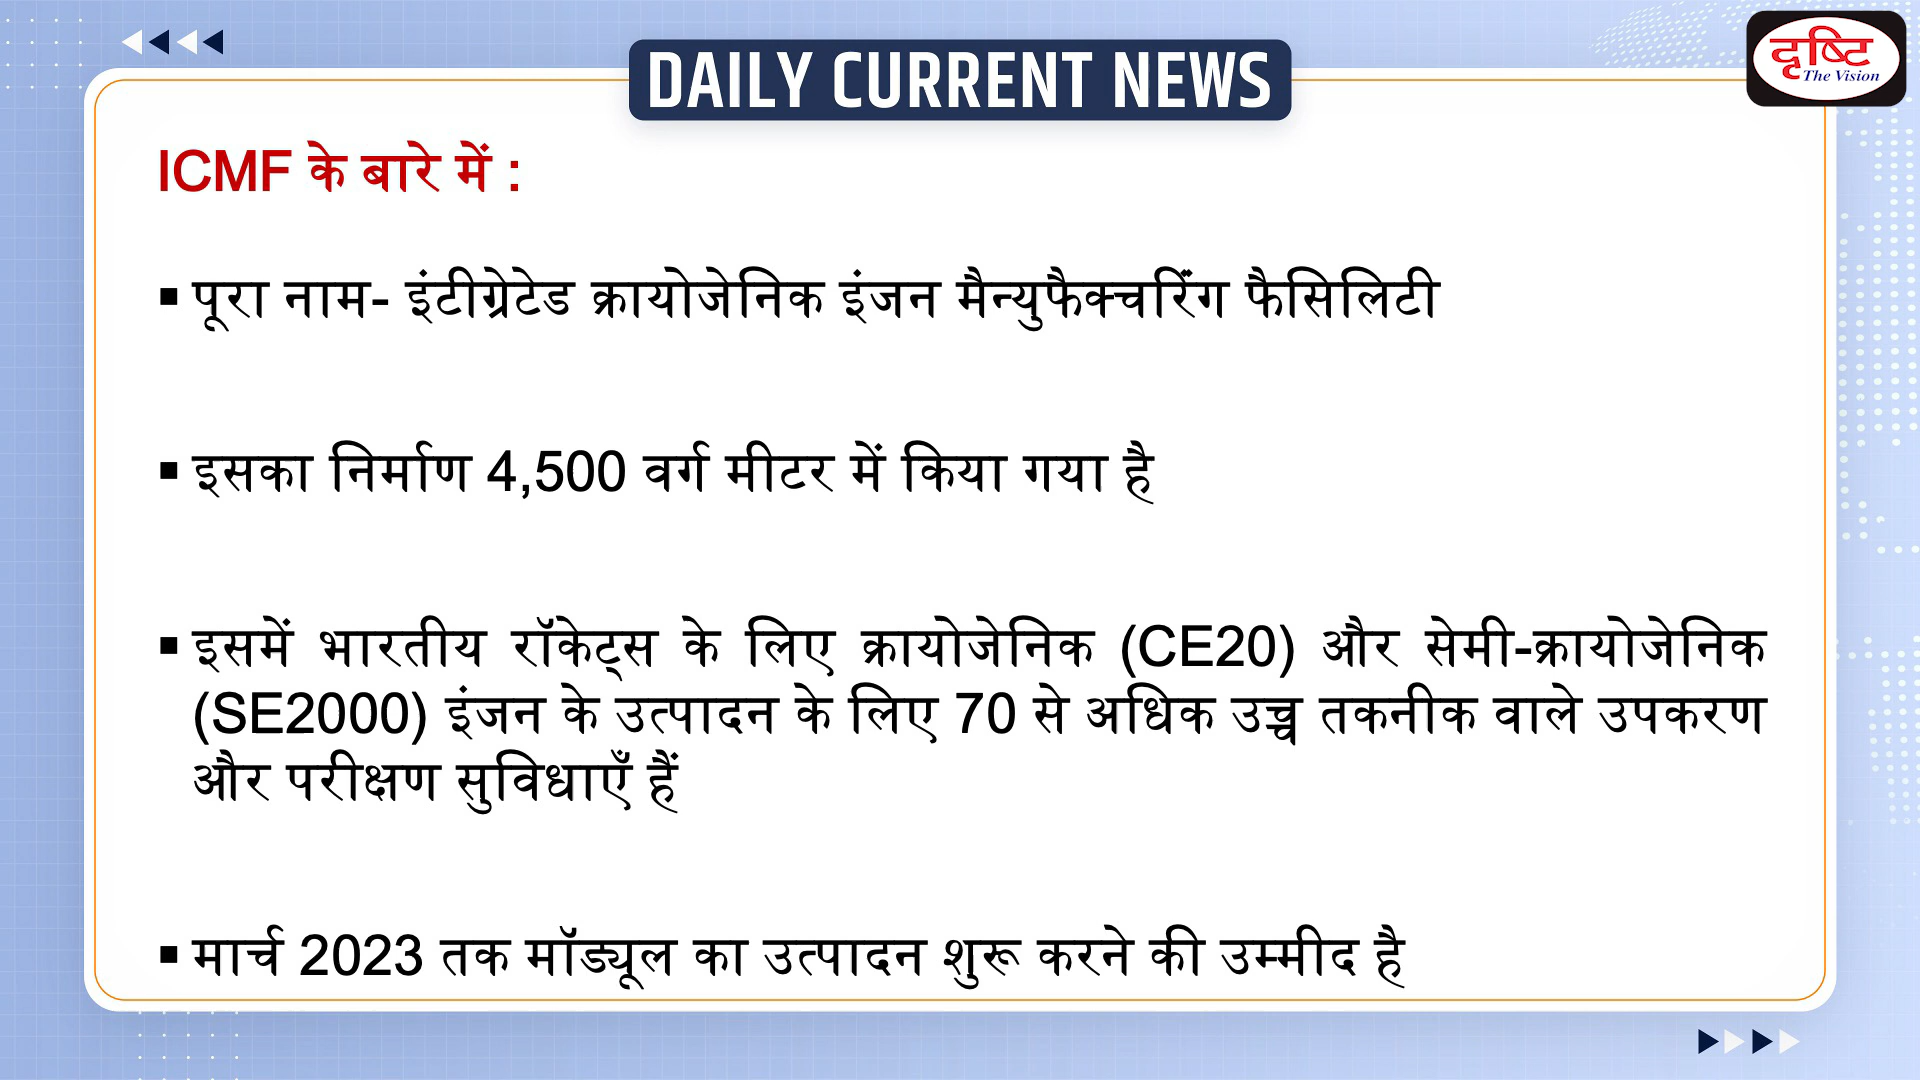 DAILY CURRENT NEWS
दृष्टि
The Vision
ICMF के बारे में :
▪ पूरा नाम- इंटीग्रेटेड क्रायोजेनिक इंजन मैन्युफैक्चरिंग फैसिलिटी
▪ इसका निर्माण 4,500 वर्ग मीटर में किया गया है
▪ इसमें भारतीय रॉकेट्स के लिए क्रायोजेनिक (CE20) और सेमी-क्रायोजेनिक
(SE2000) इंजन के उत्पादन के लिए 70 से अधिक उच्च तकनीक वाले उपकरण
और परीक्षण सुविधाएँ हैं
▪ मार्च 2023 तक मॉड्यूल का उत्पादन शुरू करने की उम्मीद है